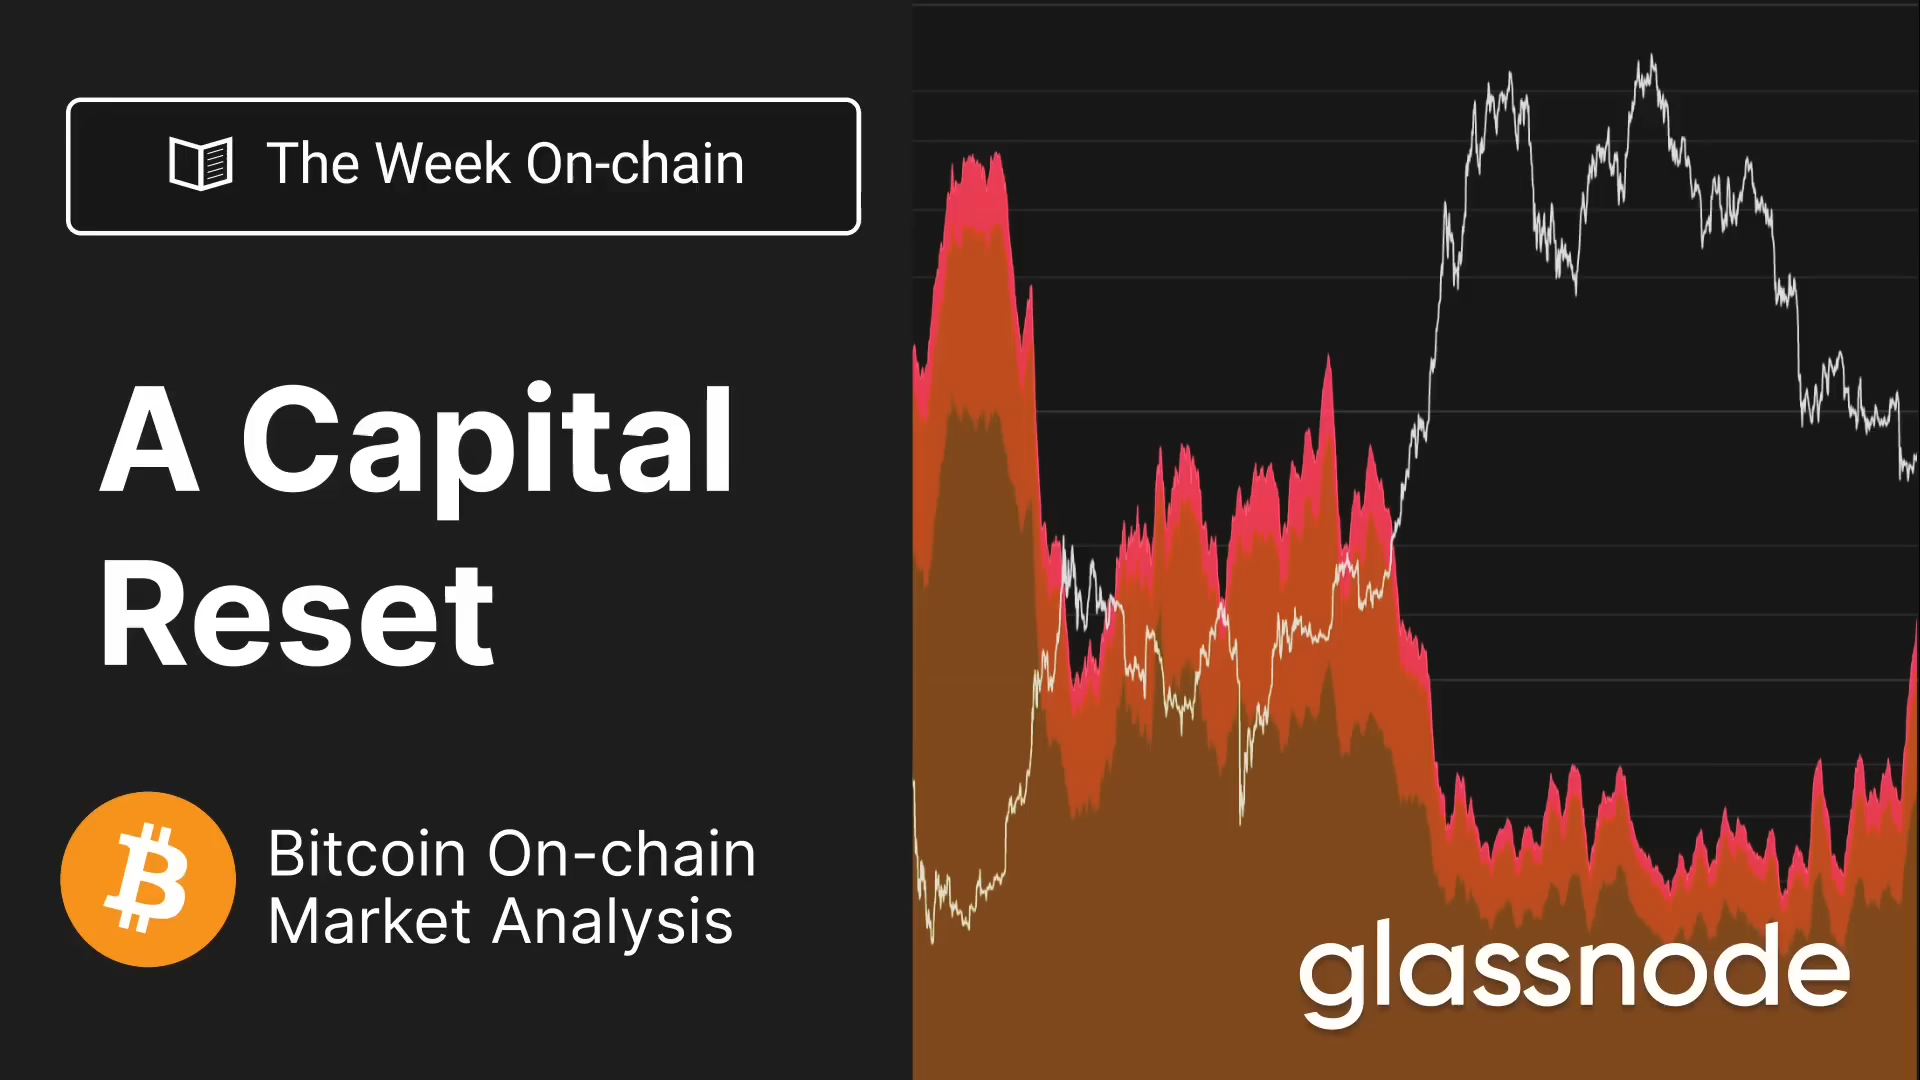 The Week On-chain
A Capital
Reset
Bitcoin On-chain
Market Analysis
glassnode